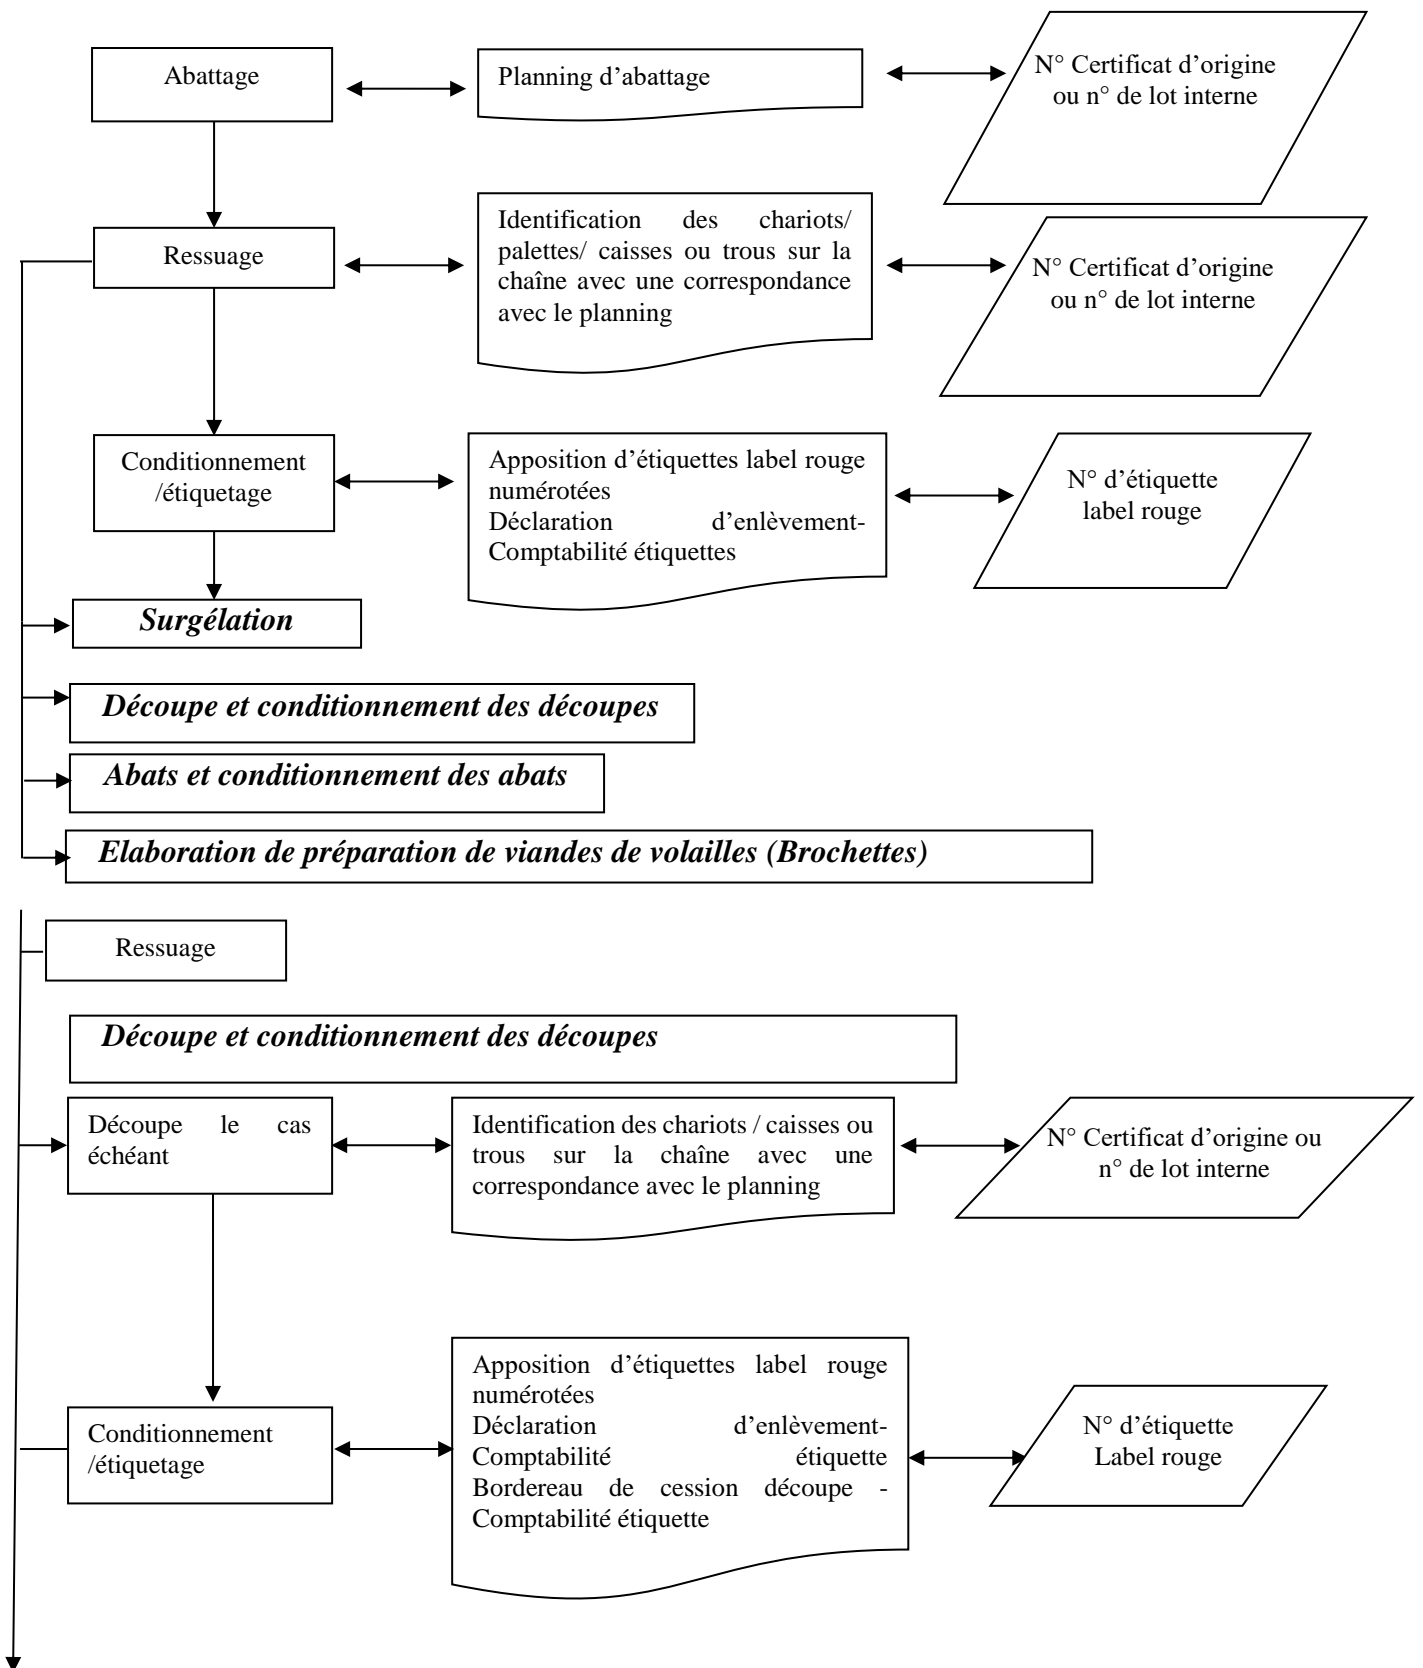 Abattage
Planning d’abattage
N° Certificat d’origine
ou n° de lot interne
Ressuage
Identification des chariots/
palettes/ caisses ou trous sur la
chaîne avec une correspondance
avec le planning
N° Certificat d’origine
ou n° de lot interne
Conditionnement
/étiquetage
Apposition d’étiquettes label rouge
numérotées
Déclaration d’enlèvement-
Comptabilité étiquettes
N° d’étiquette
label rouge
Surgélation
Découpe et conditionnement des découpes
Abats et conditionnement des abats
Elaboration de préparation de viandes de volailles (Brochettes)
Ressuage
Découpe et conditionnement des découpes
Découpe le cas
échéant
Identification des chariots / caisses ou
trous sur la chaîne avec une
correspondance avec le planning
N° Certificat d’origine ou
n° de lot interne
Conditionnement
/étiquetage
Apposition d’étiquettes label rouge
numérotées
Déclaration d’enlèvement-
Comptabilité étiquette
Bordereau de cession découpe -
Comptabilité étiquette
N° d’étiquette
Label rouge